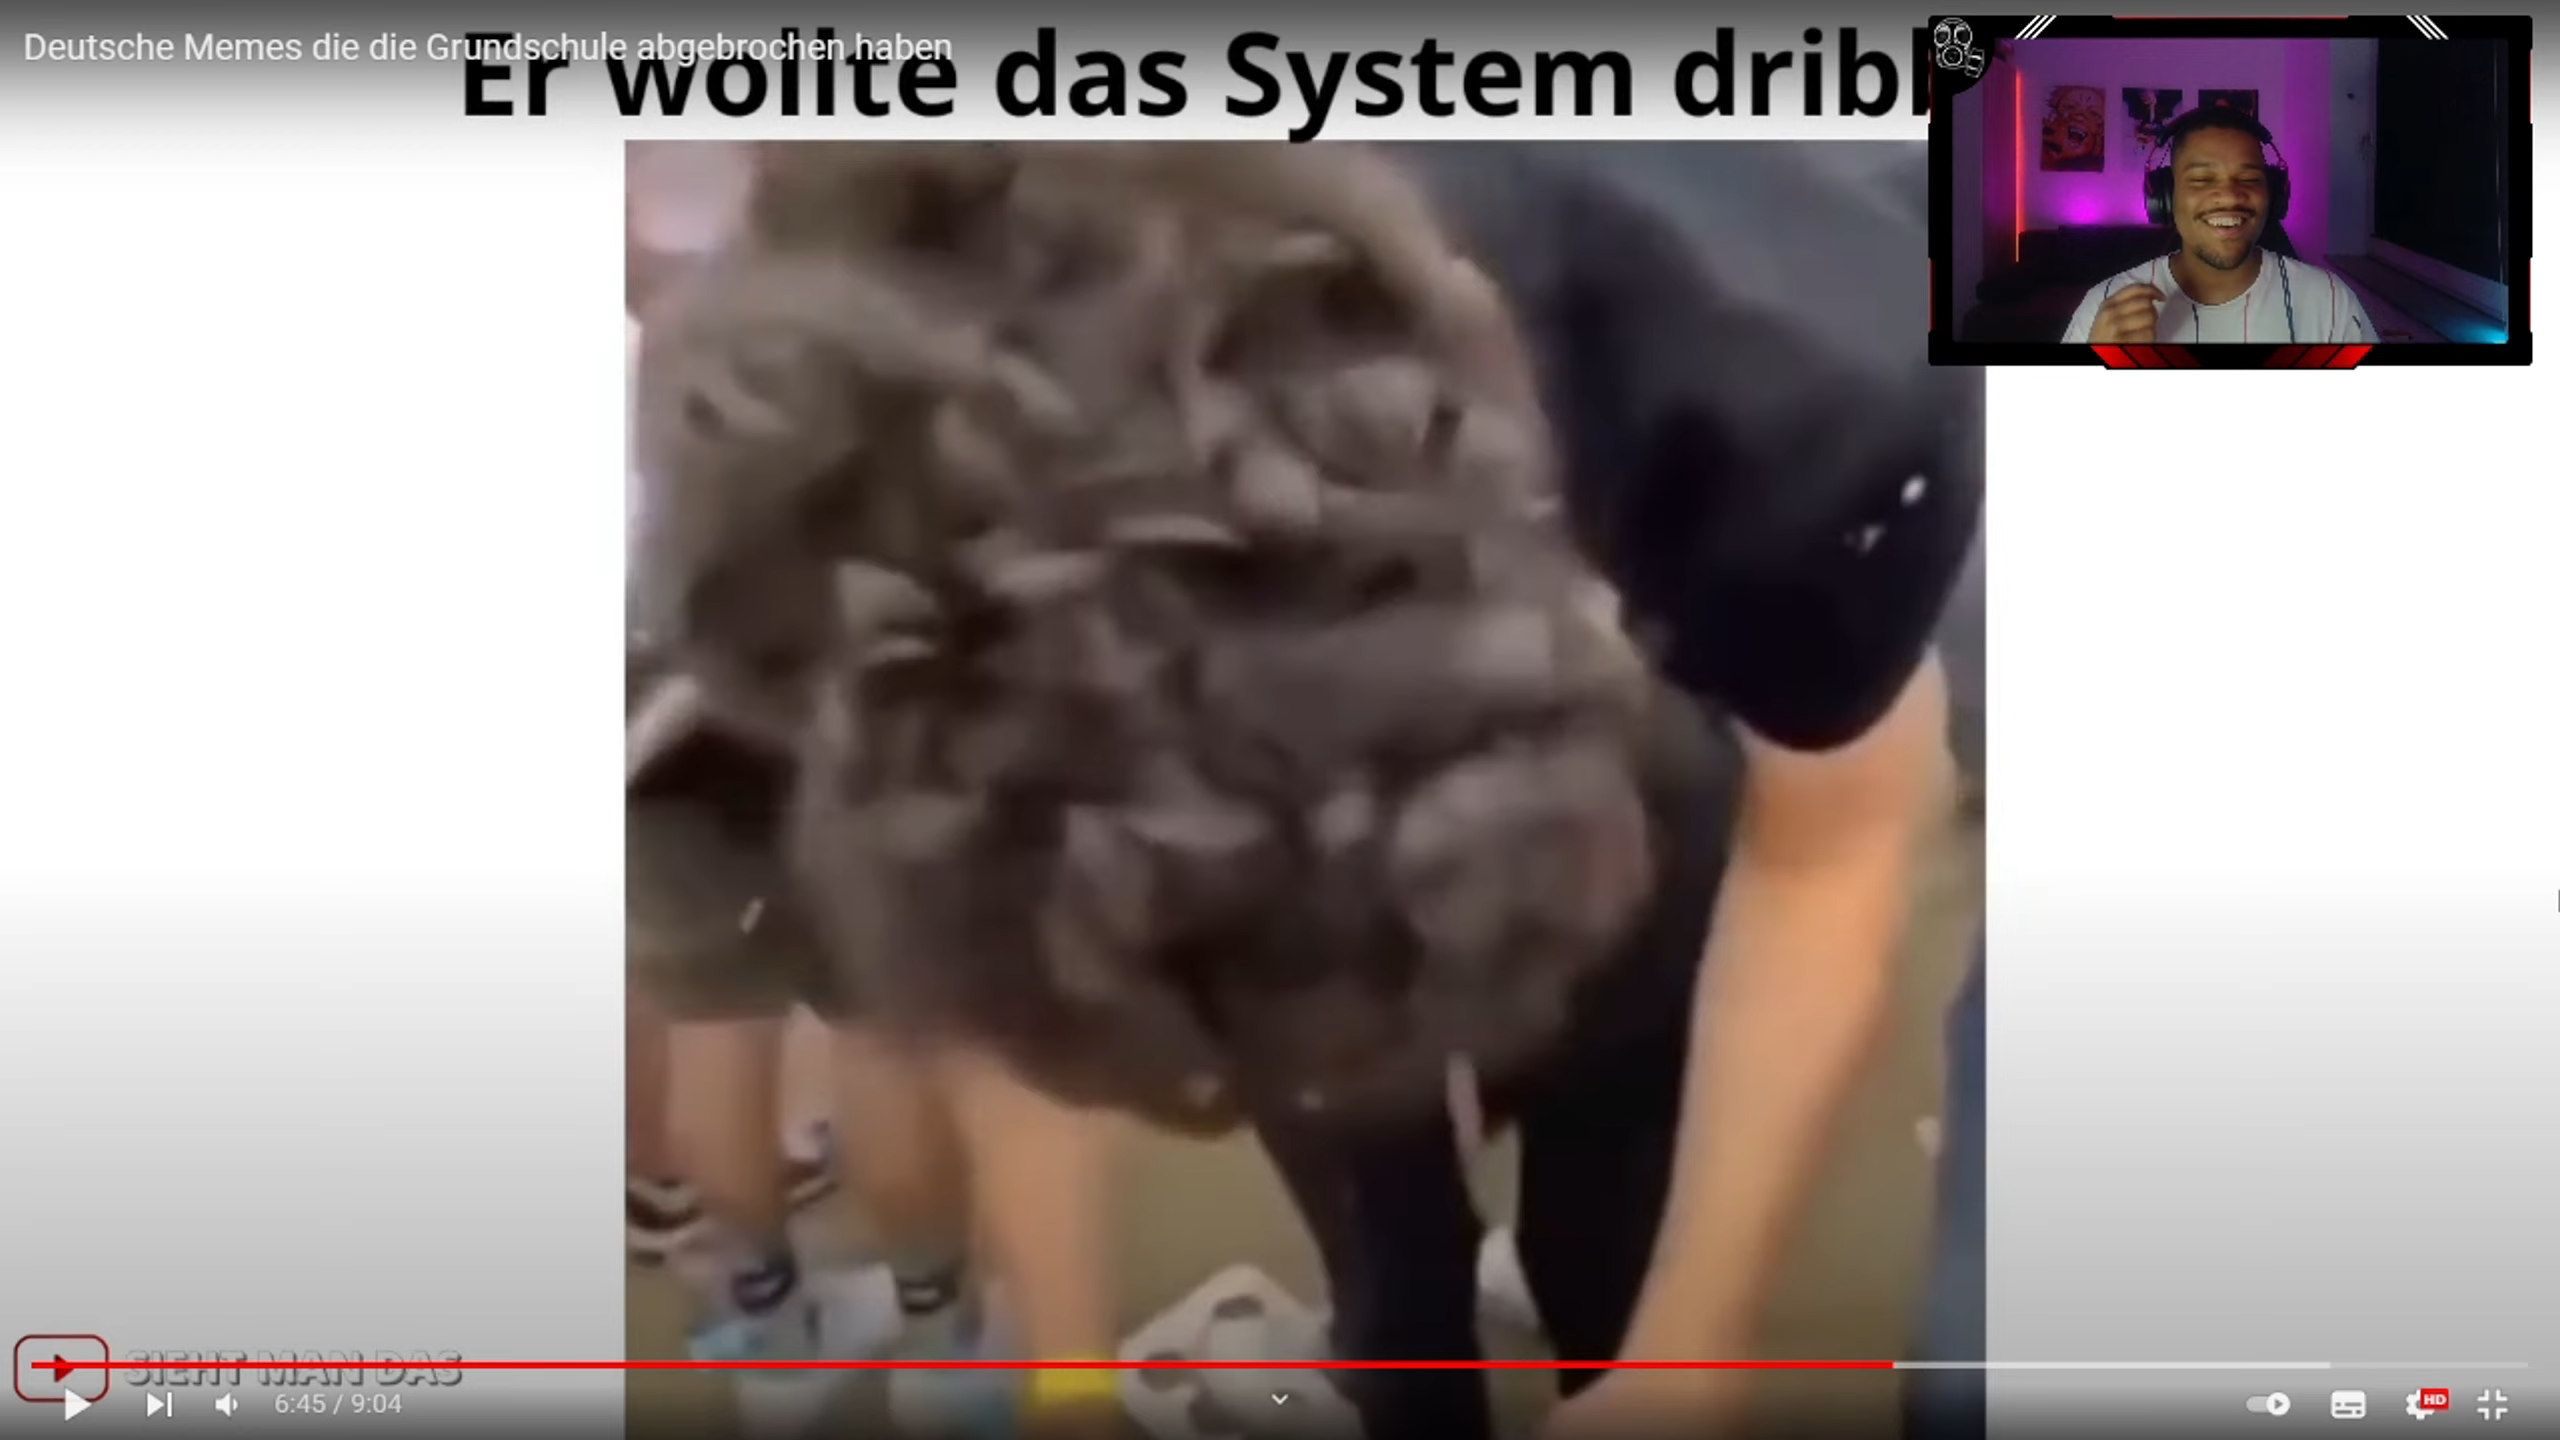 Deutsche Memes die die Grundschule abgebrochen haben
Er wollte das System
SIEHT MAN DAS
6:45 / 9:04
HD